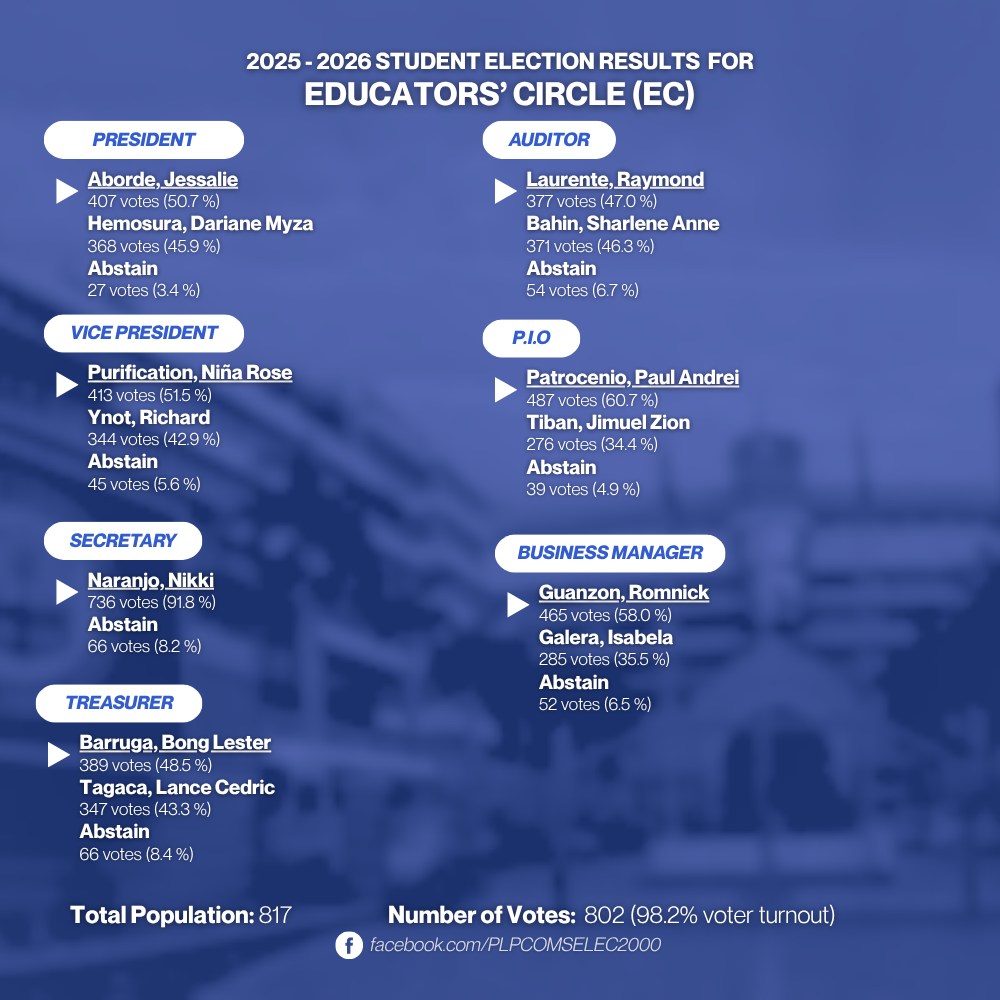 2025 - 2026 STUDENT ELECTION RESULTS FOR
EDUCATORS' CIRCLE (EC)
PRESIDENT
Aborde, Jessalie
407 votes (50.7 %)
Hemosura, Dariane Myza
368 votes (45.9 %)
Abstain
27 votes (3.4 %)
VICE PRESIDENT
Purification, Niña Rose
413 votes (51.5 %)
Ynot, Richard
344 votes (42.9 %)
Abstain
45 votes (5.6 %)
SECRETARY
Naranjo, Nikki
736 votes (91.8 %)
Abstain
66 votes (8.2 %)
TREASURER
Barruga, Bong Lester
389 votes (48.5 %)
Tagaca, Lance Cedric
347 votes (43.3 %)
Abstain
66 votes (8.4 %)
AUDITOR
Laurente, Raymond
377 votes (47.0 %)
Bahin, Sharlene Anne
371 votes (46.3 %)
Abstain
54 votes (6.7 %)
P.I.O
Patrocenio, Paul Andrei
487 votes (60.7 %)
Tiban, Jimuel Zion
276 votes (34.4 %)
Abstain
39 votes (4.9 %)
BUSINESS MANAGER
Guanzon, Romnick
465 votes (58.0 %)
Galera, Isabela
285 votes (35.5 %)
Abstain
52 votes (6.5 %)
Total Population: 817
Number of Votes: 802 (98.2% voter turnout)
facebook.com/PLPCOMSELEC2000